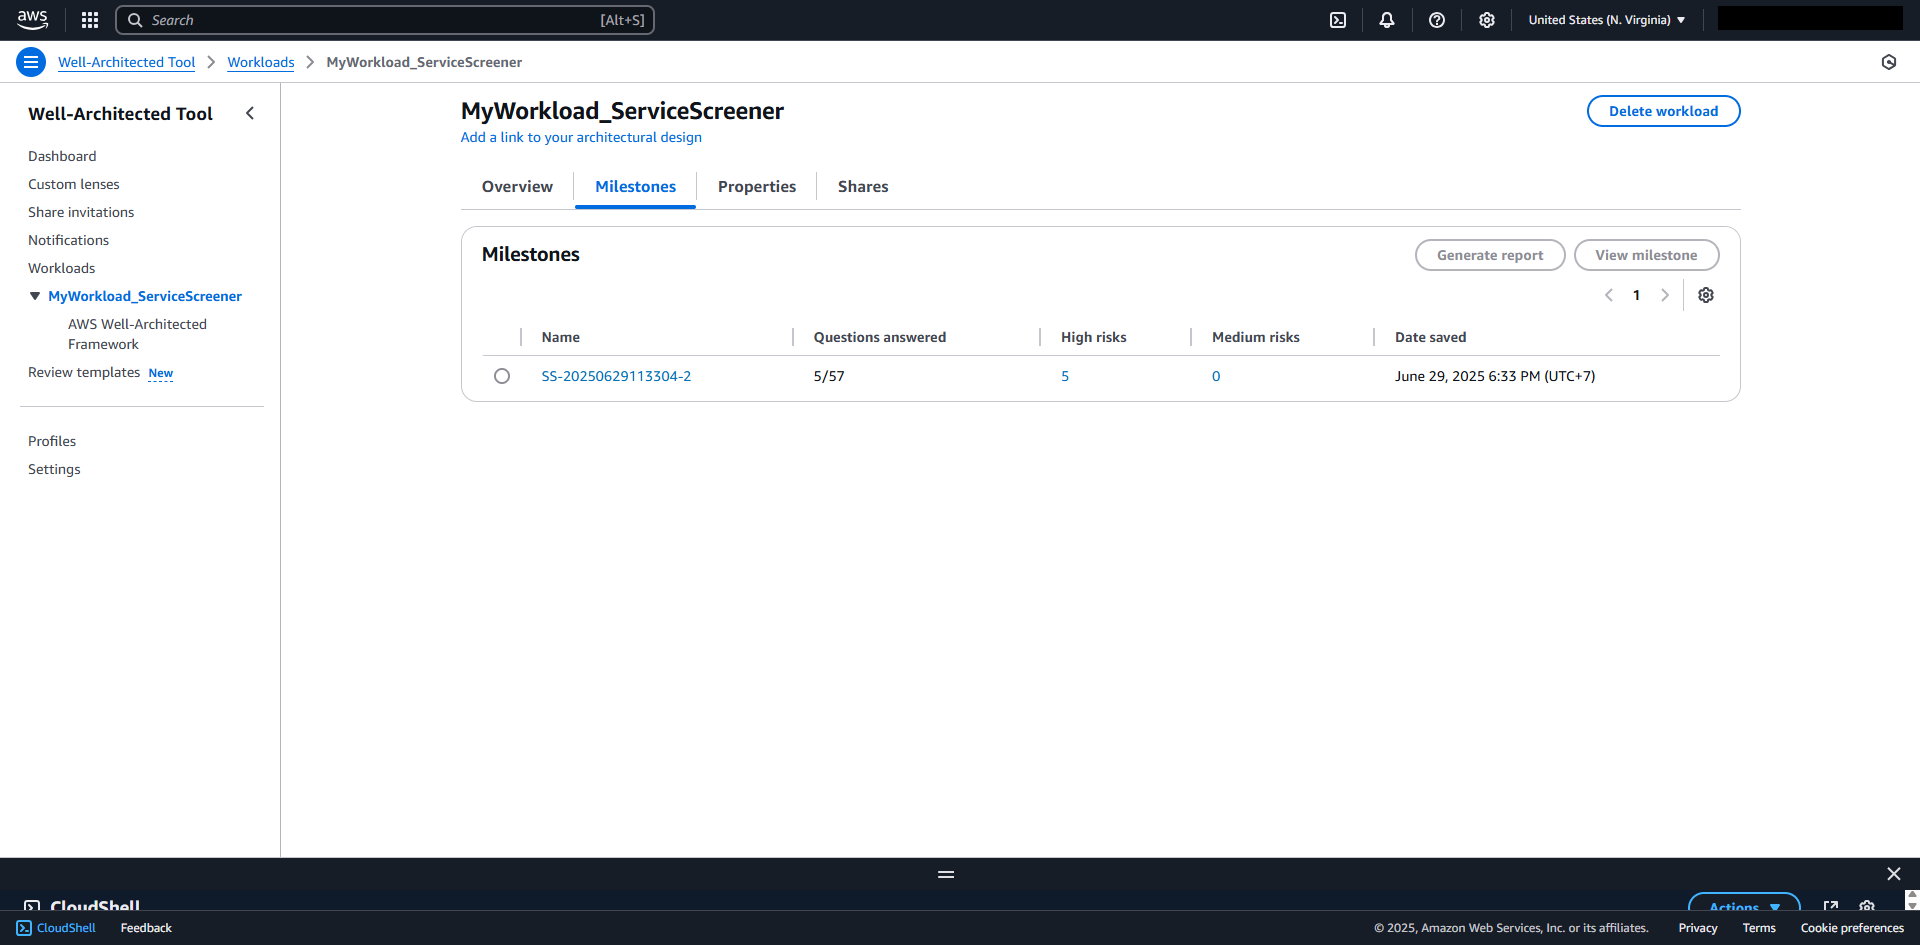 aws
Search
[Alt+S]
United States (N. Virginia)
Well-Architected Tool
Workloads
MyWorkload_ServiceScreener
Well-Architected Tool
Dashboard
Custom lenses
Share invitations
Notifications
Workloads
MyWorkload_ServiceScreener
AWS Well-Architected
Framework
Review templates New
Profiles
Settings
MyWorkload_ServiceScreener
Add a link to your architectural design
Delete workload
Overview Milestones Properties Shares
Milestones
Generate report View milestone
1
Name Questions answered High risks Medium risks Date saved
SS-20250629113304-2 5/57 5 0 June 29, 2025 6:33 PM (UTC+7)
CloudShell
Actions
CloudShell Feedback
© 2025, Amazon Web Services, Inc. or its affiliates. Privacy Terms Cookie preferences